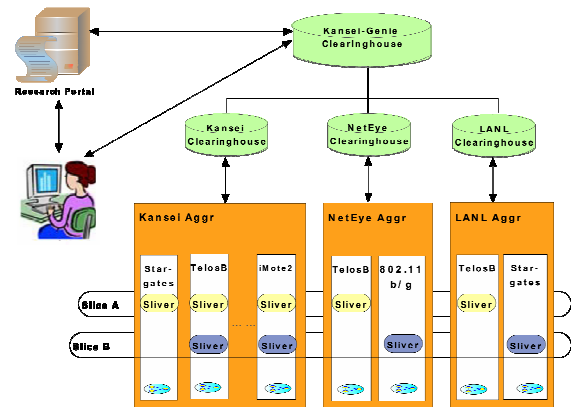 Kansei-Genie
Clearinghouse
Research Portal
Kansei
Clearinghouse
NetEye
Clearinghouse
LANL
Clearinghouse
Kansei Aggr
NetEye Aggr
LANL Aggr
Star-
gates
TelosB
iMote2
TelosB
802.11
b/g
TelosB
Star-
gates
Slice A
Sliver
Sliver
Sliver
Sliver
Sliver
... ...
Slice B
Sliver
Sliver
Sliver
Sliver